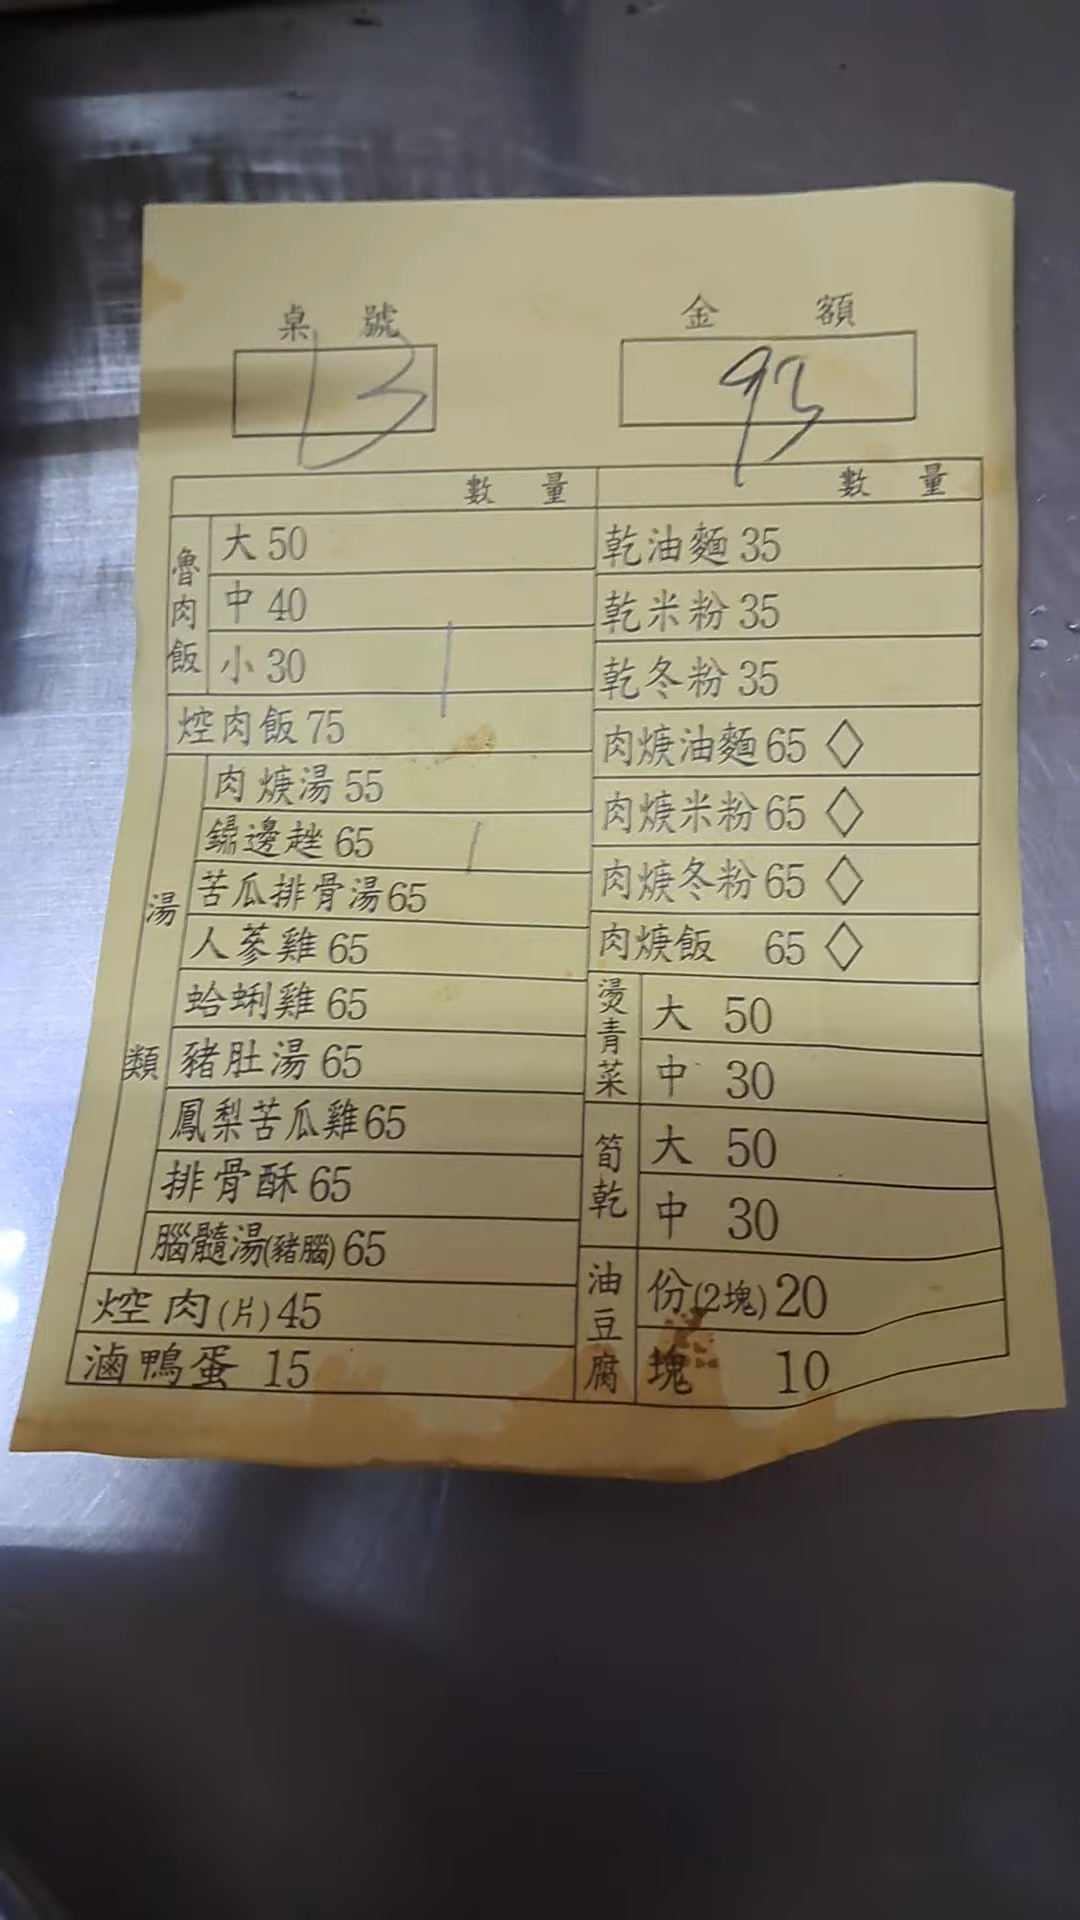 桌號
13
金額
93
數量
魯肉飯
大 50
中 40
小 30 1
焢肉飯 75
湯類
肉焿湯 55
鍋邊趖 65 1
苦瓜排骨湯 65
人蔘雞 65
蛤蜊雞 65
豬肚湯 65
鳳梨苦瓜雞 65
排骨酥 65
腦髓湯(豬腦) 65
焢肉(片) 45
滷鴨蛋 15
數量
乾油麵 35
乾米粉 35
乾冬粉 35
肉焿油麵 65 ◇
肉焿米粉 65 ◇
肉焿冬粉 65 ◇
肉焿飯 65 ◇
燙青菜
大 50
中 30
筍乾
大 50
中 30
油豆腐
份(2塊) 20
塊 10